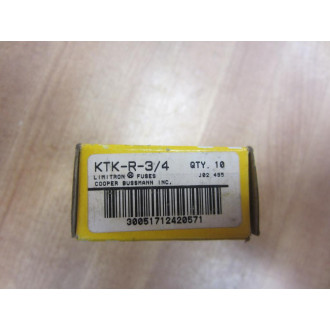 KTK-R-3/4 QTY. 10
LIMITRON® FUSES J02 495
COOPER BUSSMANN INC.
30051712420571